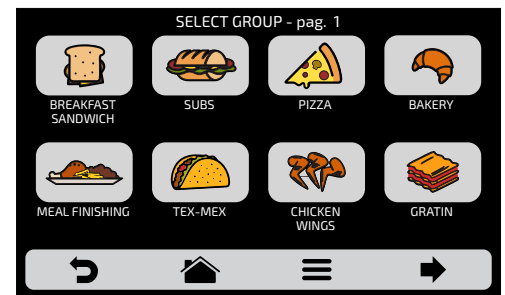 SELECT GROUP - pag. 1
BREAKFAST
SANDWICH
SUBS
PIZZA
BAKERY
MEAL FINISHING
TEX-MEX
CHICKEN
WINGS
GRATIN